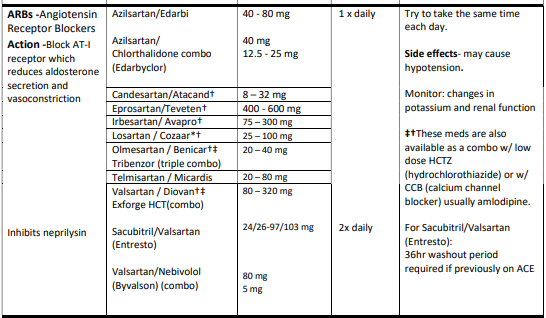 ARBs -Angiotensin
Receptor Blockers
Action -Block AT-I
receptor which
reduces aldosterone
secretion and
vasoconstriction
Inhibits neprilysin
Azilsartan/Edarbi
Azilsartan/
Chlorthalidone combo
(Edarbyclor)
Candesartan/Atacand†
Eprosartan/Teveten†
Irbesartan/ Avapro†
Losartan / Cozaar*†
Olmesartan / Benicar†‡
Tribenzor (triple combo)
Telmisartan / Micardis
Valsartan / Diovan†‡
Exforge HCT(combo)
Sacubitril/Valsartan
(Entresto)
Valsartan/Nebivolol
(Byvalson) (combo)
40 - 80 mg
40 mg
12.5 - 25 mg
8 – 32 mg
400 - 600 mg
75 – 300 mg
25 – 100 mg
20 – 40 mg
20 – 80 mg
80 – 320 mg
24/26-97/103 mg
80 mg
5 mg
1 x daily
2x daily
Try to take the same time
each day.
Side effects- may cause
hypotension.
Monitor: changes in
potassium and renal function
‡†These meds are also
available as a combo w/ low
dose HCTZ
(hydrochlorothiazide) or w/
CCB (calcium channel
blocker) usually amlodipine.
For Sacubitril/Valsartan
(Entresto):
36hr washout period
required if previously on ACE